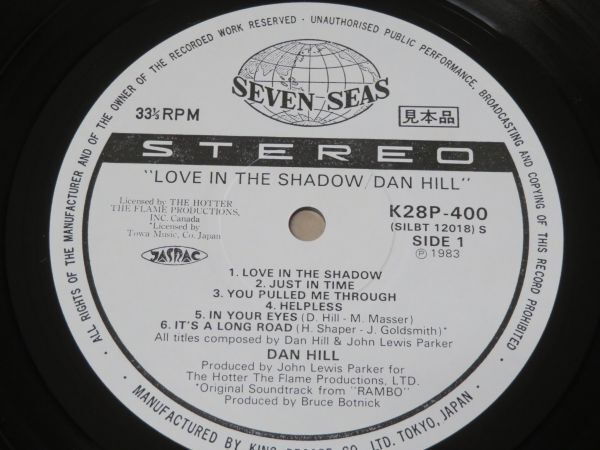 • ALL RIGHTS OF THE MANUFACTURER AND OF THE OWNER OF THE RECORDED WORK RESERVED • UNAUTHORISED PUBLIC PERFORMANCE, BROADCASTING AND COPYING OF THIS RECORD PROHIBITED •
SEVEN SEAS
33⅓RPM
見本品
STEREO
"LOVE IN THE SHADOW/DAN HILL"
Licensed by THE HOTTER
THE FLAME PRODUCTIONS,
INC. Canada
*Licensed by
Towa Music, Co. Japan
JASRAC
K28P-400
(SILBT 12018) S
SIDE 1
Ⓟ 1983
1. LOVE IN THE SHADOW
2. JUST IN TIME
3. YOU PULLED ME THROUGH
4. HELPLESS
5. IN YOUR EYES (D. Hill - M. Masser)
6. IT'S A LONG ROAD (H. Shaper - J. Goldsmith)*
All titles composed by Dan Hill & John Lewis Parker
DAN HILL
Produced by John Lewis Parker for
The Hotter The Flame Productions, LTD.
*Original Soundtrack from "RAMBO"
Produced by Bruce Botnick
MANUFACTURED BY KING RECORD CO. LTD. TOKYO, JAPAN